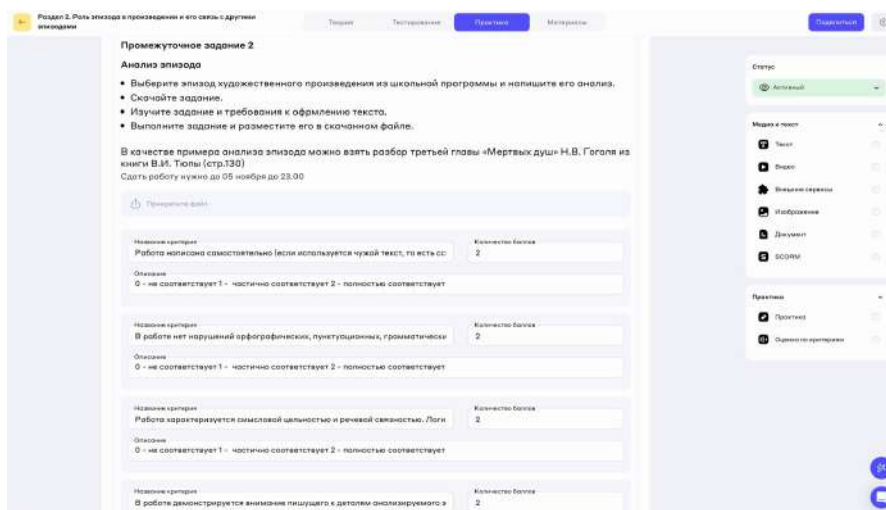 Раздел 2. Роль эпизода в произведении и его связь с другими
эпизодами
Теория
Тестирование
Практика
Материалы
Поделиться
Промежуточное задание 2
Анализ эпизода
• Выберите эпизод художественного произведения из школьной программы и напишите его анализ.
• Скачайте задание.
• Изучите задание и требования к офрмлению текста.
• Выполните задание и разместите его в скачанном файле.
В качестве примера анализа эпизода можно взять разбор третьей главы «Мертвых душ» Н.В. Гоголя из
книги В.И. Тюпы (стр.130)
Сдать работу нужно до 05 ноября до 23.00
Прикрепите файл
Название критерия
Количество баллов
Работа написана самостоятельно (если используется чужой текст, то есть сс
2
Описание
0 - не соответствует 1 - частично соответствует 2 - полностью соответствует
Название критерия
Количество баллов
В работе нет нарушений орфографических, пунктуационных, грамматически
2
Описание
0 - не соответствует 1 - частично соответствует 2 - полностью соответствует
Название критерия
Количество баллов
Работа характеризуется смысловой цельностью и речевой связностью. Логи
2
Описание
0 - не соответствует 1 - частично соответствует 2 - полностью соответствует
Название критерия
Количество баллов
В работе демонстрируется внимание пишущего к деталям анализируемого э
2
Статус
Активный
Медиа и текст
Текст
Видео
Внешние сервисы
Изображение
Документ
SCORM
Практика
Практика
Оценка по критериям